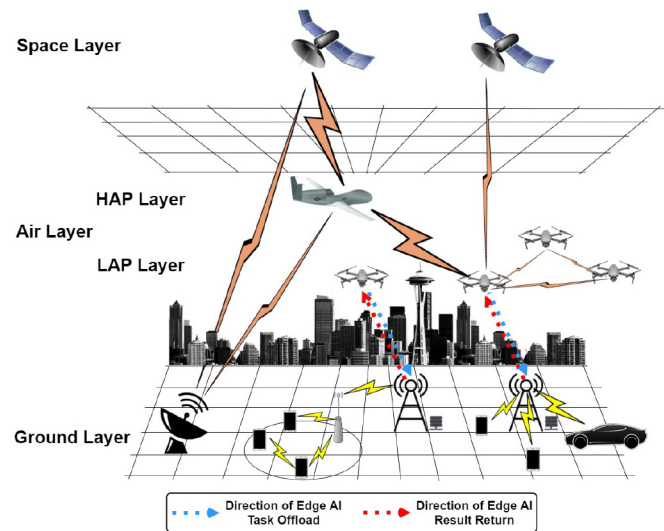 Space Layer
HAP Layer
Air Layer
LAP Layer
Ground Layer
Direction of Edge AI
Task Offload
Direction of Edge AI
Result Return